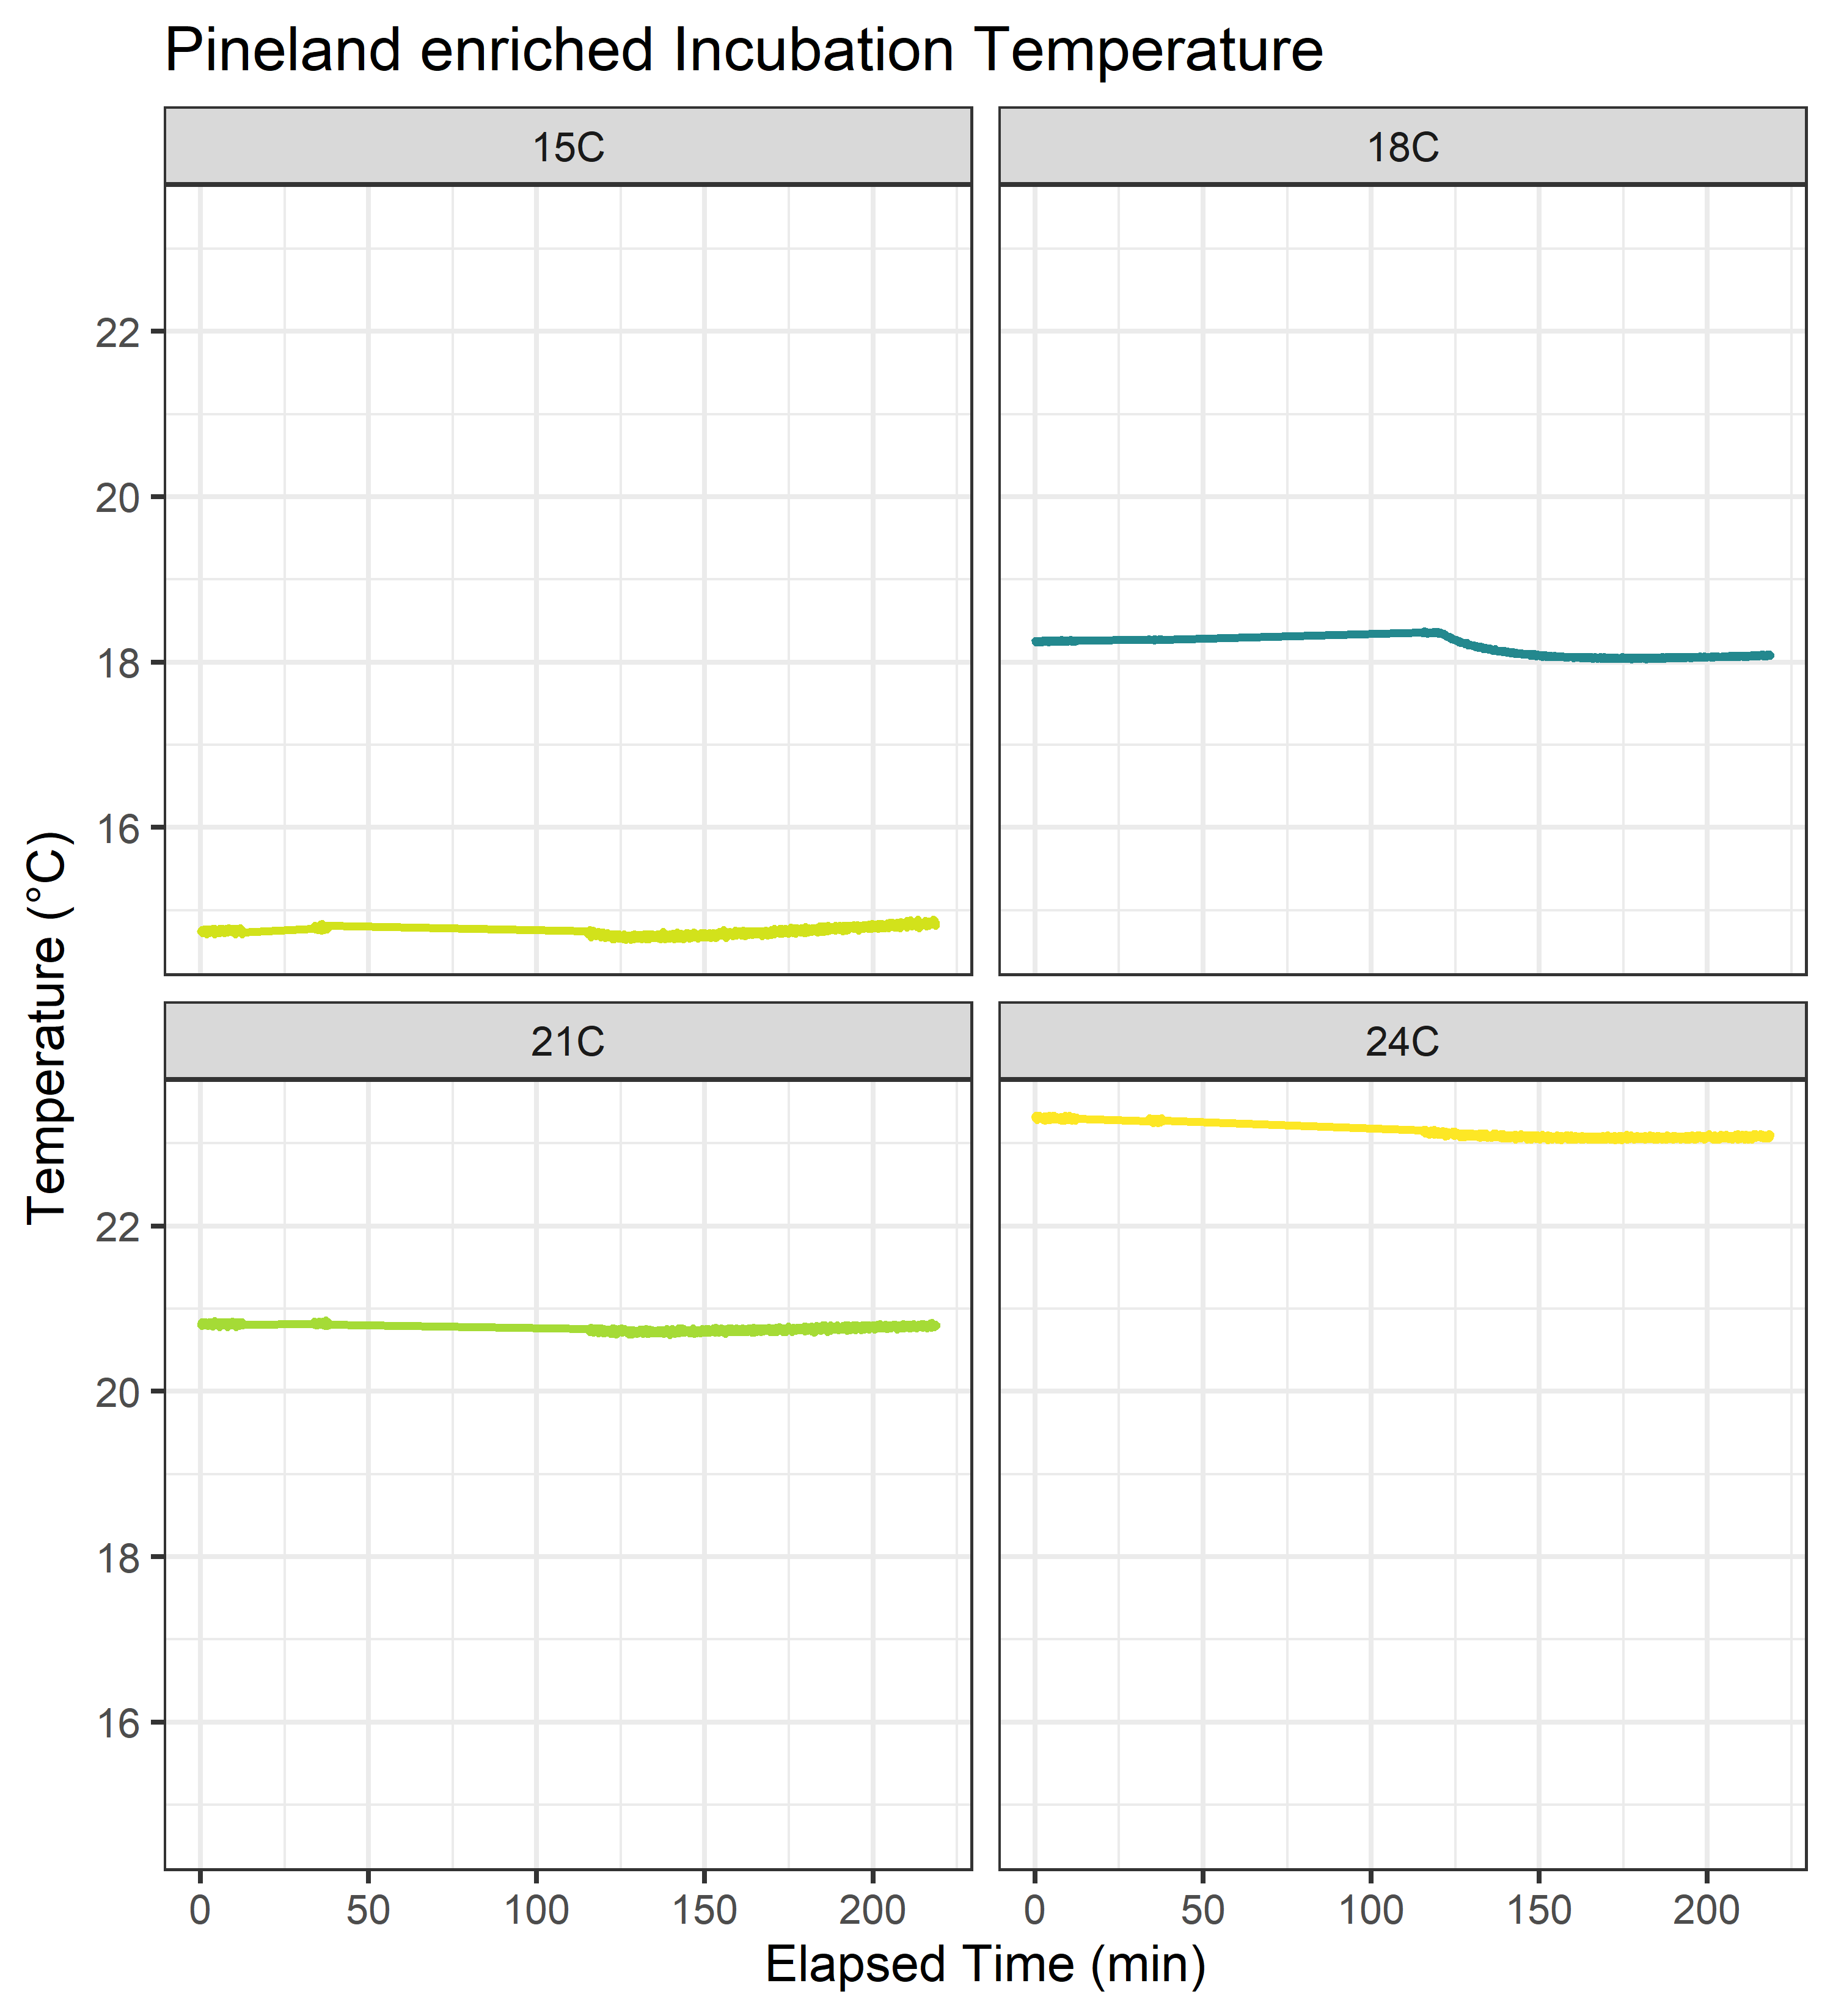 Pineland enriched Incubation Temperature
15C
18C
22
20
18
16
Temperature (°C)
21C
24C
22
20
18
16
0 50 100 150 200
0 50 100 150 200
Elapsed Time (min)